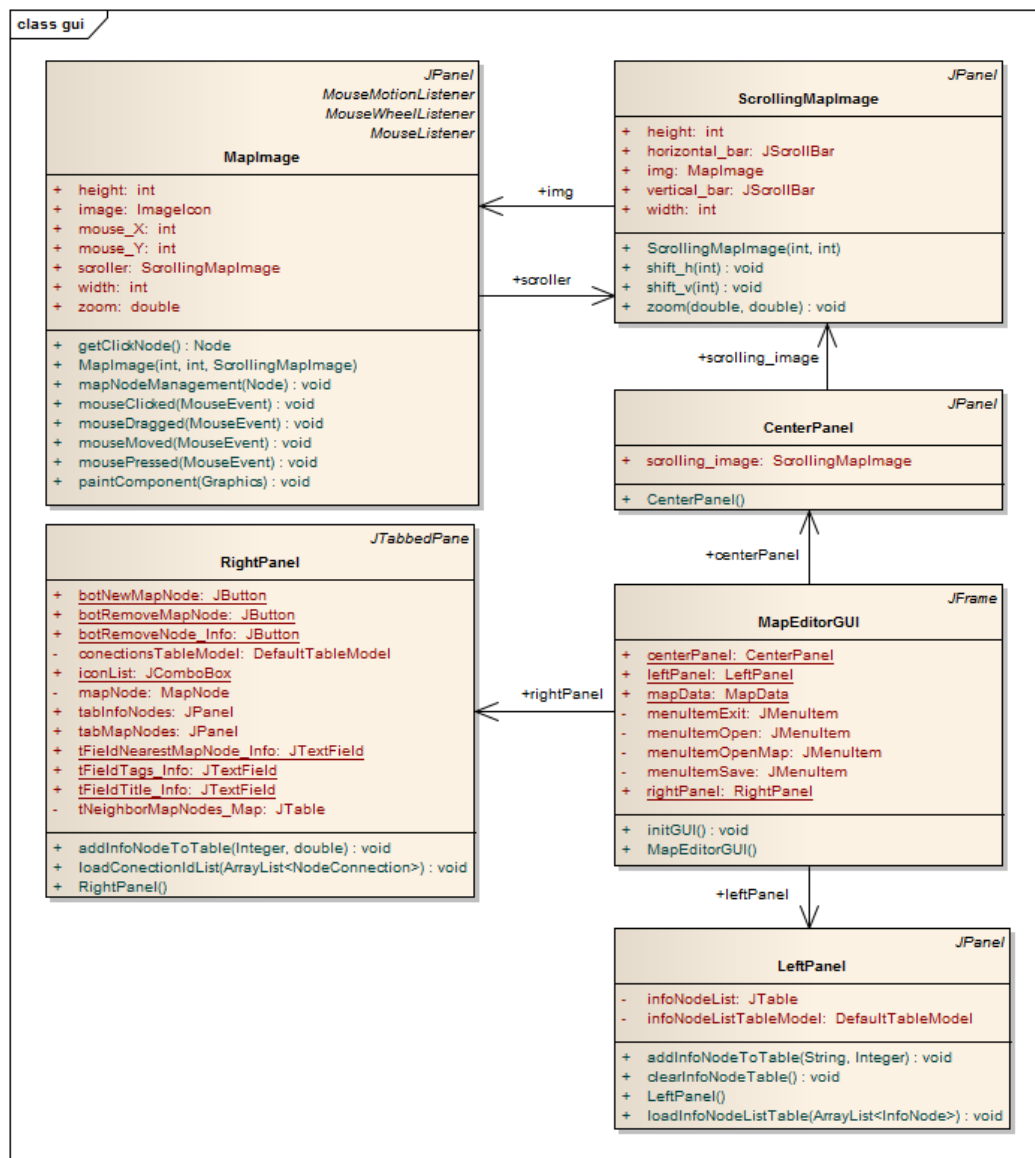 class gui
JPanel
MouseMotionListener
MouseWheelListener
MouseListener
MapImage
+ height: int
+ image: ImageIcon
+ mouse_X: int
+ mouse_Y: int
+ scroller: ScrollingMapImage
+ width: int
+ zoom: double
+ getClickNode() : Node
+ MapImage(int, int, ScrollingMapImage)
+ mapNodeManagement(Node) : void
+ mouseClicked(MouseEvent) : void
+ mouseDragged(MouseEvent) : void
+ mouseMoved(MouseEvent) : void
+ mousePressed(MouseEvent) : void
+ paintComponent(Graphics) : void
+img
+scroller
JPanel
ScrollingMapImage
+ height: int
+ horizontal_bar: JScrollBar
+ img: MapImage
+ vertical_bar: JScrollBar
+ width: int
+ ScrollingMapImage(int, int)
+ shift_h(int) : void
+ shift_v(int) : void
+ zoom(double, double) : void
+scrolling_image
JPanel
CenterPanel
+ scrolling_image: ScrollingMapImage
+ CenterPanel()
+centerPanel
JTabbedPane
RightPanel
+ botNewMapNode: JButton
+ botRemoveMapNode: JButton
+ botRemoveNode_Info: JButton
- conectionsTableModel: DefaultTableModel
+ iconList: JComboBox
- mapNode: MapNode
+ tabInfoNodes: JPanel
+ tabMapNodes: JPanel
+ tFieldNearestMapNode_Info: JTextField
+ tFieldTags_Info: JTextField
+ tFieldTitle_Info: JTextField
- tNeighborMapNodes_Map: JTable
+ addInfoNodeToTable(Integer, double) : void
+ loadConectionIdList(ArrayList<NodeConnection>) : void
+ RightPanel()
+rightPanel
JFrame
MapEditorGUI
+ centerPanel: CenterPanel
+ leftPanel: LeftPanel
+ mapData: MapData
- menuItemExit: JMenuItem
- menuItemOpen: JMenuItem
- menuItemOpenMap: JMenuItem
- menuItemSave: JMenuItem
+ rightPanel: RightPanel
+ initGUI() : void
+ MapEditorGUI()
+leftPanel
JPanel
LeftPanel
- infoNodeList: JTable
- infoNodeListTableModel: DefaultTableModel
+ addInfoNodeToTable(String, Integer) : void
+ clearInfoNodeTable() : void
+ LeftPanel()
+ loadInfoNodeListTable(ArrayList<InfoNode>) : void